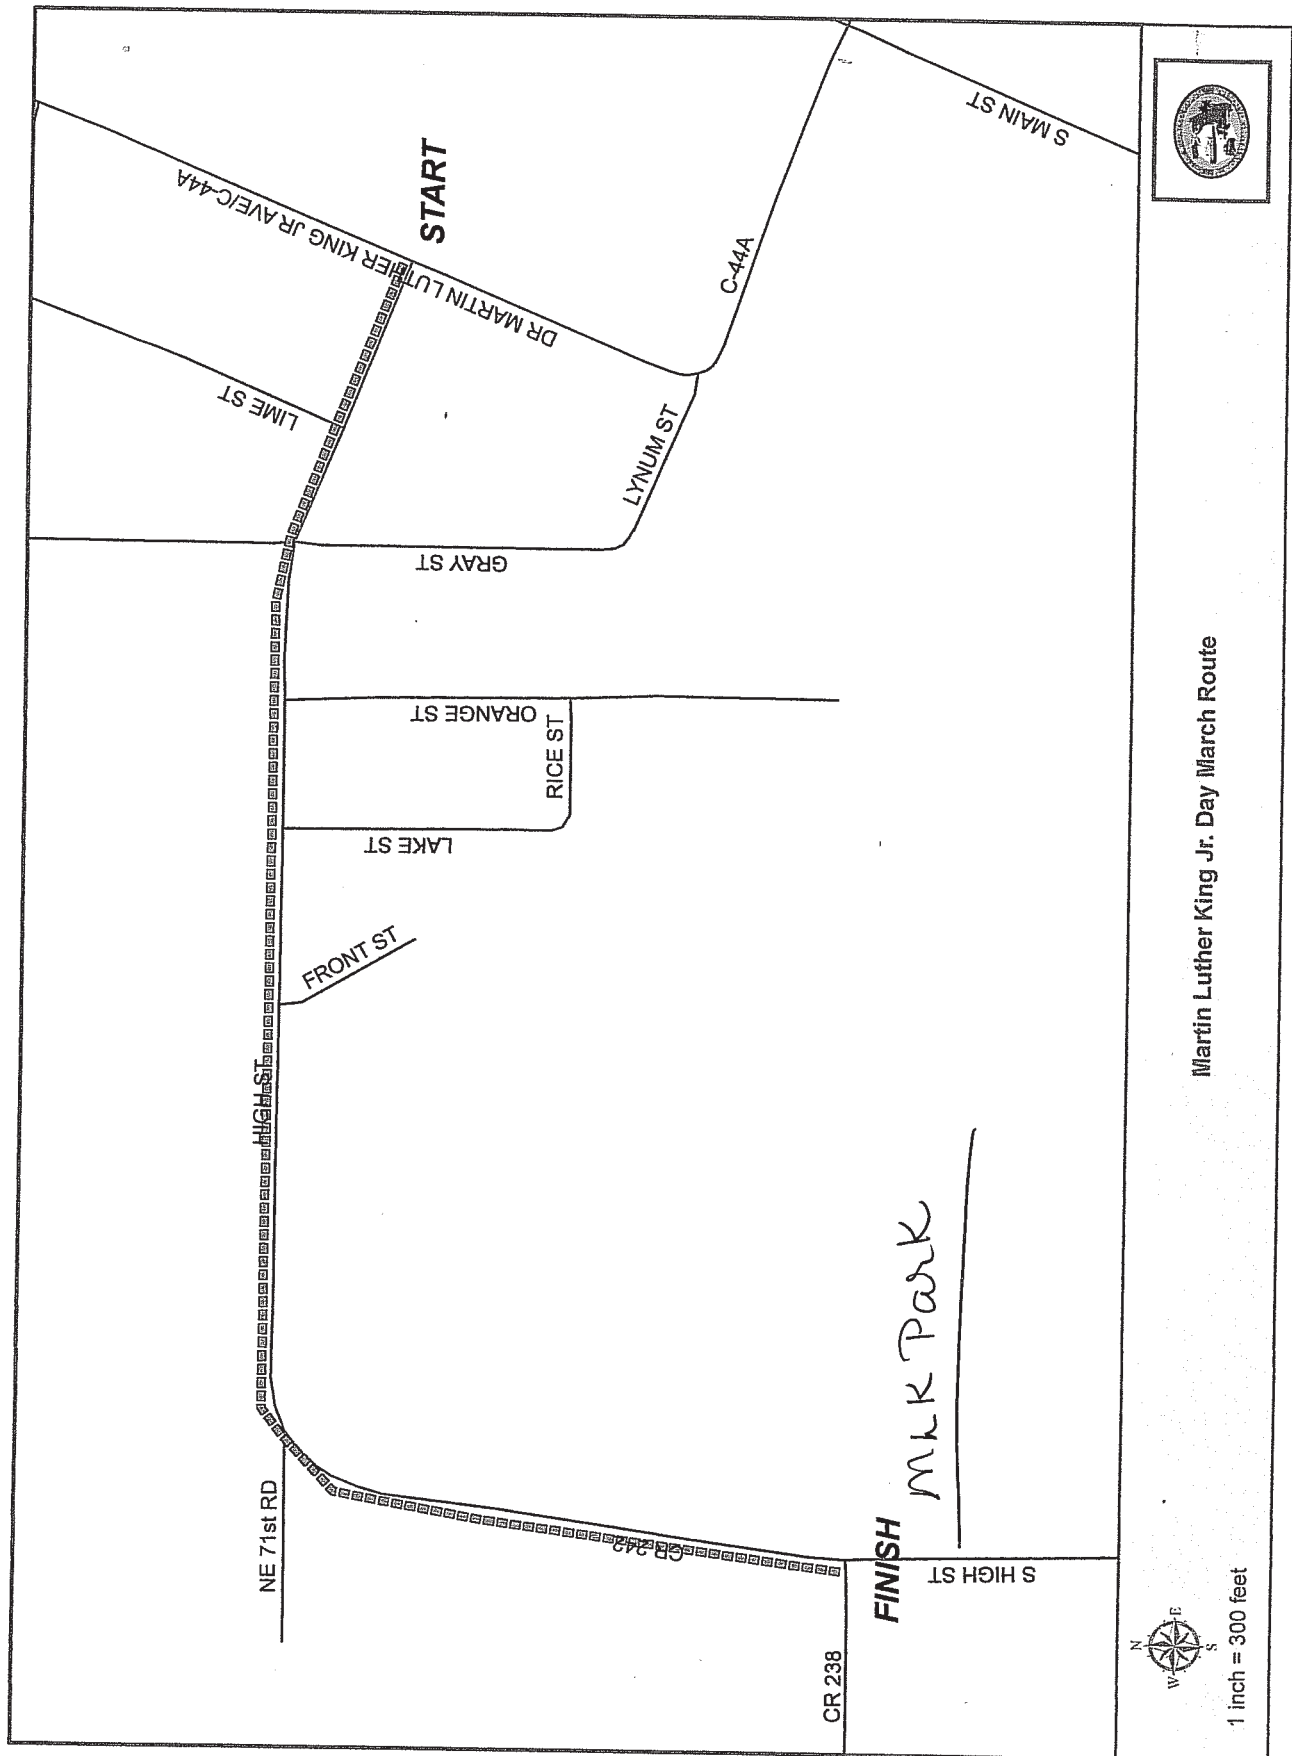 DR MARTIN LUTHER KING JR AVE/C-44A
START
LIME ST
S MAIN ST
C-44A
LYNUM ST
GRAY ST
ORANGE ST
RICE ST
LAKE ST
FRONT ST
HIGH ST
NE 71st RD
CR 242
FINISH
MLK Park
S HIGH ST
CR 238
N
W
E
S
1 inch = 300 feet
Martin Luther King Jr. Day March Route